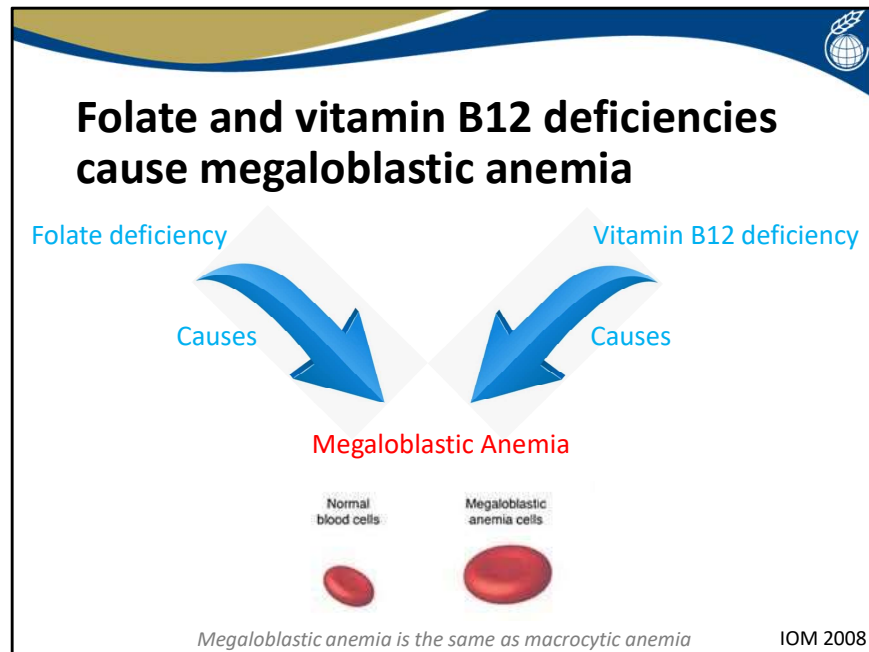 Folate and vitamin B12 deficiencies
cause megaloblastic anemia
Folate deficiency
Vitamin B12 deficiency
Causes
Causes
Megaloblastic Anemia
Normal
blood cells
Megaloblastic
anemia cells
Megaloblastic anemia is the same as macrocytic anemia
IOM 2008